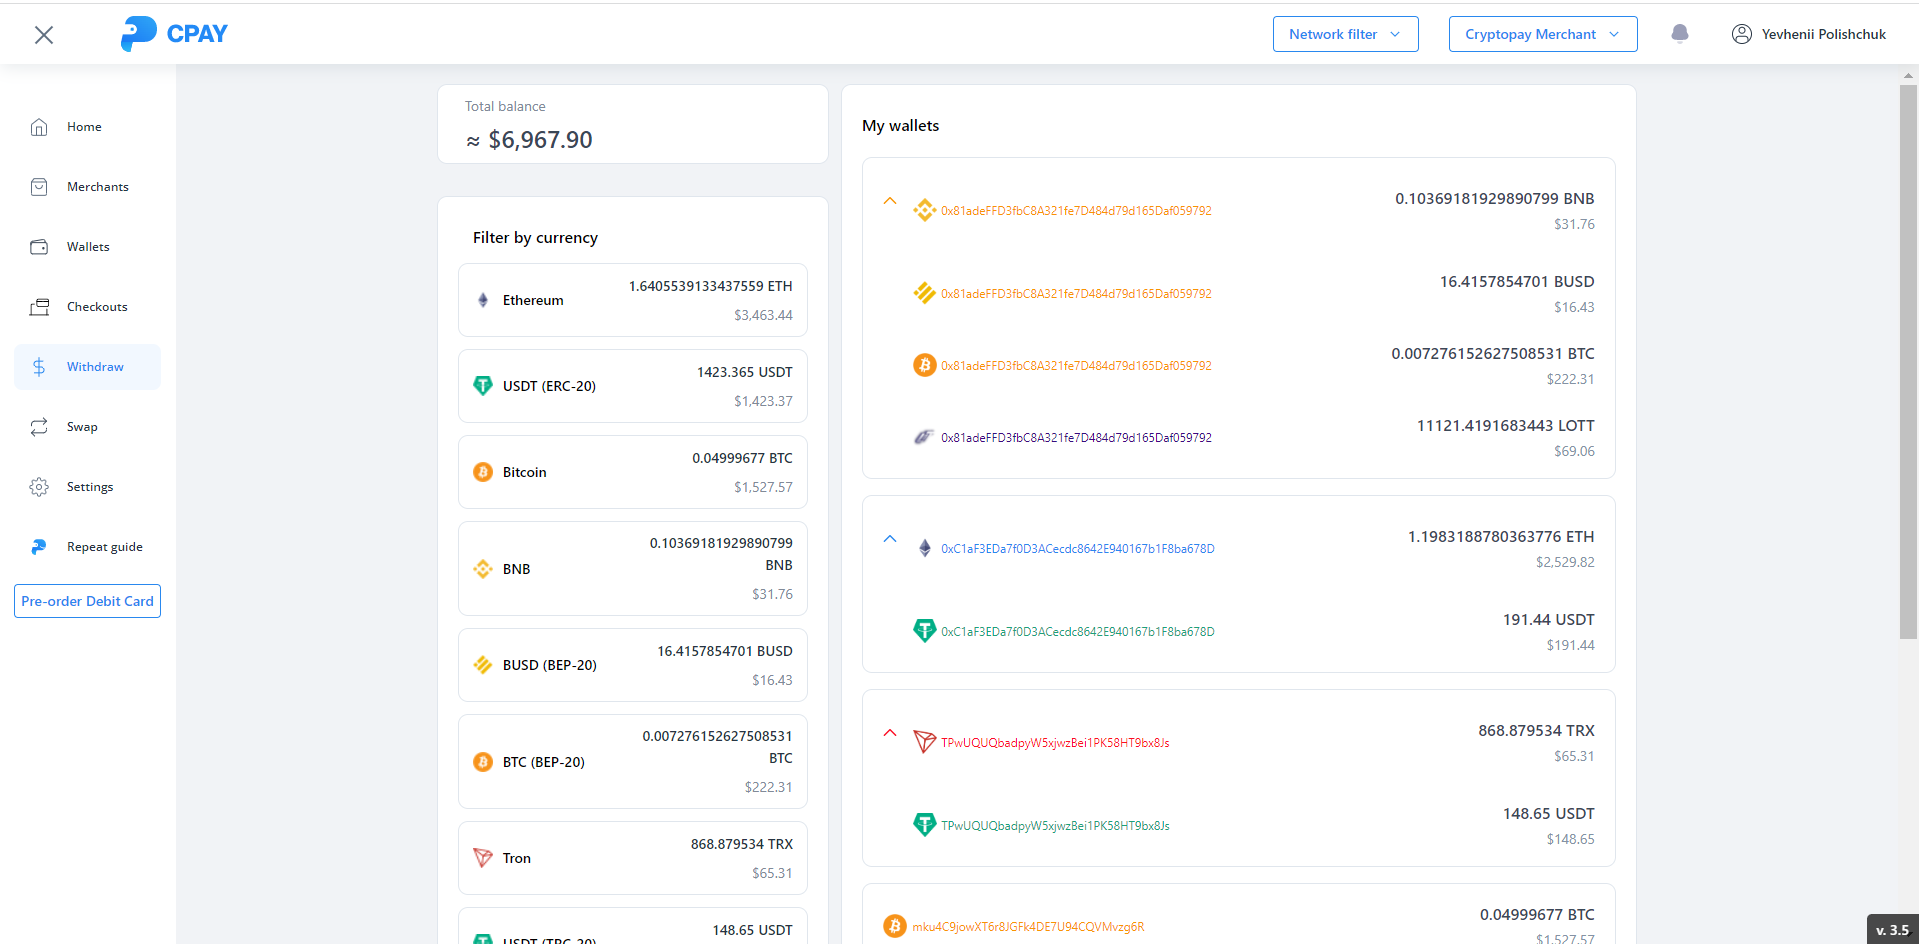 CPAY
Network filter
Cryptopay Merchant
Yevhenii Polishchuk
Home
Merchants
Wallets
Checkouts
Withdraw
Swap
Settings
Repeat guide
Pre-order Debit Card
Total balance
≈ $6,967.90
Filter by currency
Ethereum
1.6405539133437559 ETH
$3,463.44
USDT (ERC-20)
1423.365 USDT
$1,423.37
Bitcoin
0.04999677 BTC
$1,527.57
BNB
0.10369181929890799
BNB
$31.76
BUSD (BEP-20)
16.4157854701 BUSD
$16.43
BTC (BEP-20)
0.007276152627508531
BTC
$222.31
Tron
868.879534 TRX
$65.31
USDT (TRC-20)
148.65 USDT
My wallets
0x81adeFFD3fbC8A321fe7D484d79d165Daf059792
0.10369181929890799 BNB
$31.76
0x81adeFFD3fbC8A321fe7D484d79d165Daf059792
16.4157854701 BUSD
$16.43
0x81adeFFD3fbC8A321fe7D484d79d165Daf059792
0.007276152627508531 BTC
$222.31
0x81adeFFD3fbC8A321fe7D484d79d165Daf059792
11121.4191683443 LOTT
$69.06
0xC1aF3EDa7f0D3ACecdc8642E940167b1F8ba678D
1.1983188780363776 ETH
$2,529.82
0xC1aF3EDa7f0D3ACecdc8642E940167b1F8ba678D
191.44 USDT
$191.44
TPwUQUQbadpyW5xjwzBei1PK58HT9bx8Js
868.879534 TRX
$65.31
TPwUQUQbadpyW5xjwzBei1PK58HT9bx8Js
148.65 USDT
$148.65
mku4C9jowXT6r8JGFk4DE7U94CQVMvzg6R
0.04999677 BTC
$1,527.57
v. 3.5